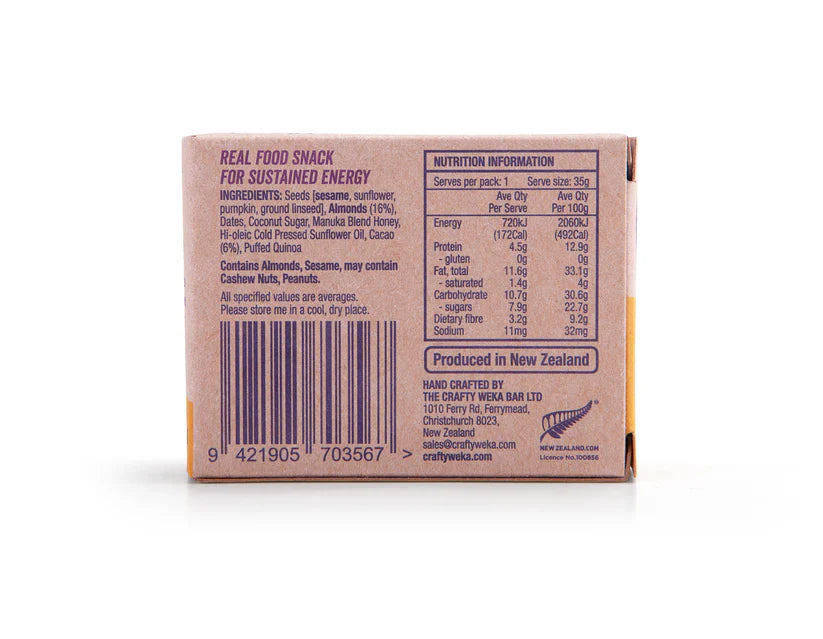 REAL FOOD SNACK
FOR SUSTAINED ENERGY
INGREDIENTS: Seeds [sesame, sunflower,
pumpkin, ground linseed], Almonds (16%),
Dates, Coconut Sugar, Manuka Blend Honey,
Hi-oleic Cold Pressed Sunflower Oil, Cacao
(6%), Puffed Quinoa
Contains Almonds, Sesame, may contain
Cashew Nuts, Peanuts.
All specified values are averages.
Please store me in a cool, dry place.
9 421905 703567 >
NUTRITION INFORMATION
Serves per pack: 1 Serve size: 35g
Ave Qty Ave Qty
Per Serve Per 100g
Energy 720kJ 2060kJ
(172Cal) (492Cal)
Protein 4.5g 12.9g
- gluten 0g 0g
Fat, total 11.6g 33.1g
- saturated 1.4g 4g
Carbohydrate 10.7g 30.6g
- sugars 7.9g 22.7g
Dietary fibre 3.2g 9.2g
Sodium 11mg 32mg
Produced in New Zealand
HAND CRAFTED BY
THE CRAFTY WEKA BAR LTD
1010 Ferry Rd, Ferrymead,
Christchurch 8023,
New Zealand
sales@craftyweka.com
craftyweka.com
NEWZEALAND.COM
Licence No.100856